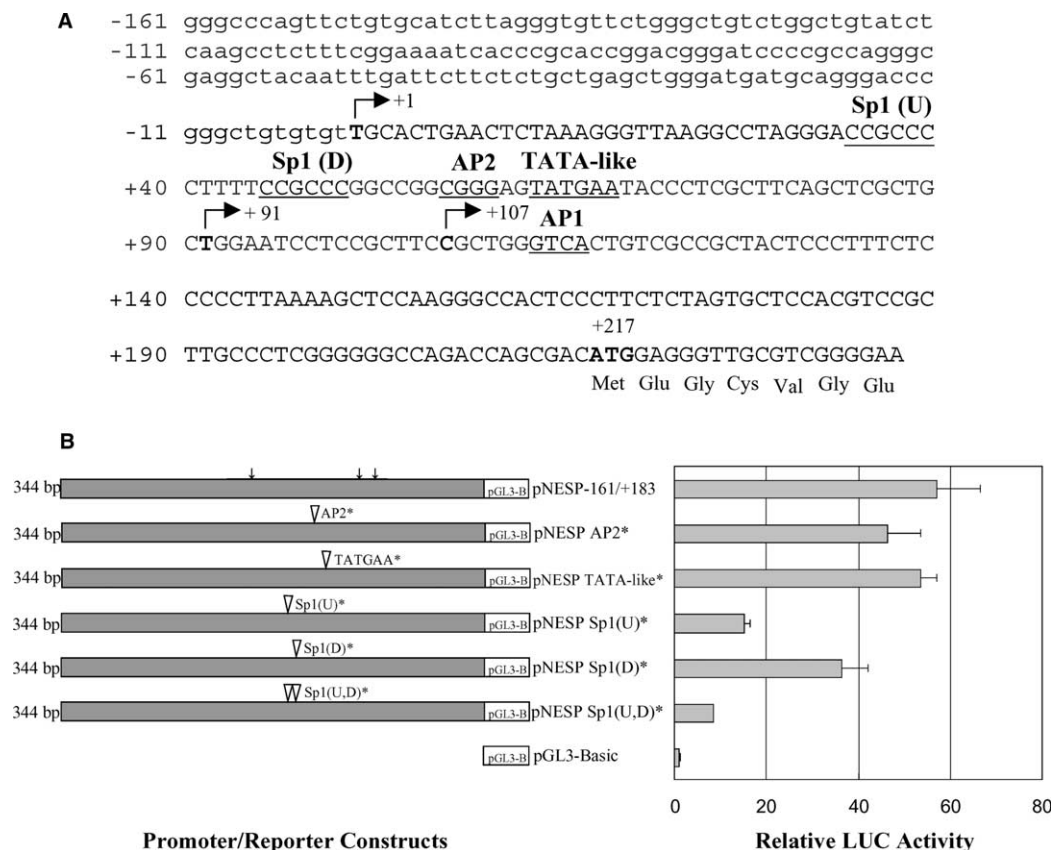 A
-161 gggcccagttctgtgcatcttagggtgttctgggctgtctggctgtatct
-111 caagcctctttcggaaaatcacccgcaccggacgggatccccgccagggc
-61 gaggctacaatttgattcttctctgctgagctgggatgatgcagggaccc
+1 Sp1 (U)
-11 gggctgtgtgtTGCACTGAACTCTAAAGGGTTAAGGCCTAGGGACCGCCC
Sp1 (D) AP2 TATA-like
+40 CTTTTCCGCCCGGCCGGCGGGAGTATGAATACCCTCGCTTCAGCTCGCTG
+ 91 +107 AP1
+90 CTGGAATCCTCCGCTTCCGCTGGGTCACTGTCGCCGCTACTCCCTTTCTC
+140 CCCCTTAAAAGCTCCAAGGGCCACTCCCTTCTCTAGTGCTCCACGTCCGC
+217
+190 TTGCCCTCGGGGGGCCAGACCAGCGACATGGAGGGTTGCGTCGGGGAA
Met Glu Gly Cys Val Gly Glu
B
344 bp pGL3-B pNESP-161/+183
AP2*
344 bp pGL3-B pNESP AP2*
TATGAA*
344 bp pGL3-B pNESP TATA-like*
Sp1(U)*
344 bp pGL3-B pNESP Sp1(U)*
Sp1(D)*
344 bp pGL3-B pNESP Sp1(D)*
Sp1(U,D)*
344 bp pGL3-B pNESP Sp1(U,D)*
pGL3-B pGL3-Basic
0 20 40 60 80
Promoter/Reporter Constructs Relative LUC Activity